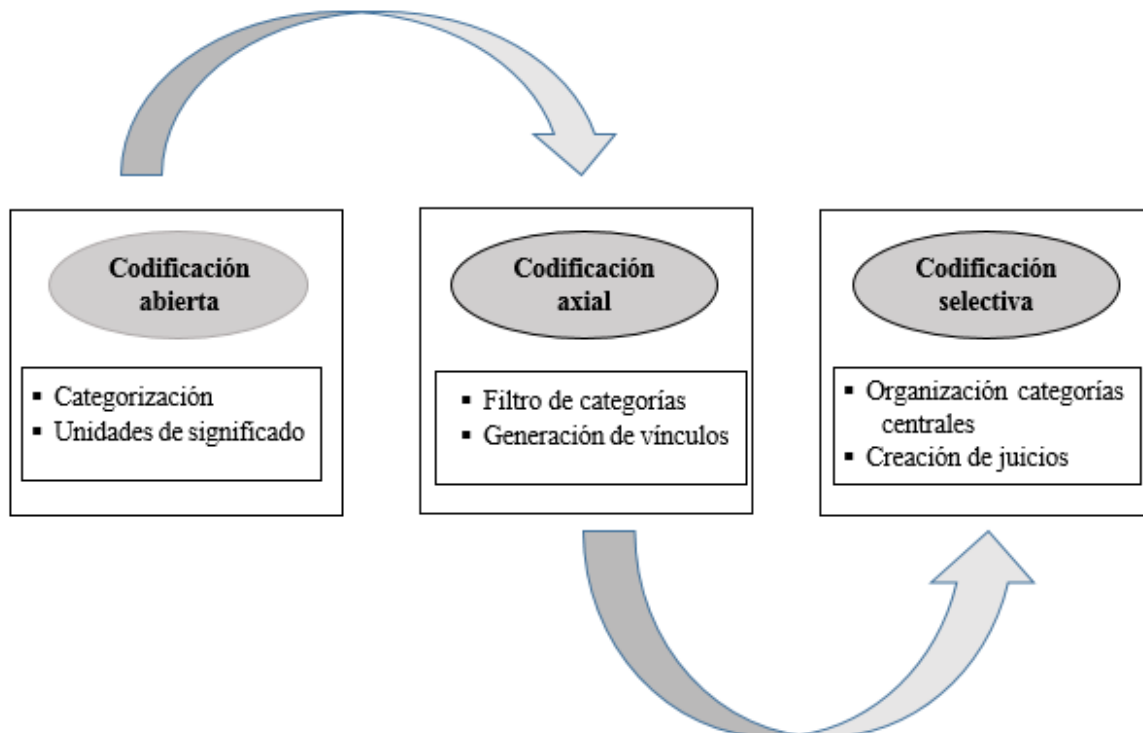 Codificación
abierta
▪ Categorización
▪ Unidades de significado
Codificación
axial
▪ Filtro de categorías
▪ Generación de vínculos
Codificación
selectiva
▪ Organización categorías
centrales
▪ Creación de juicios